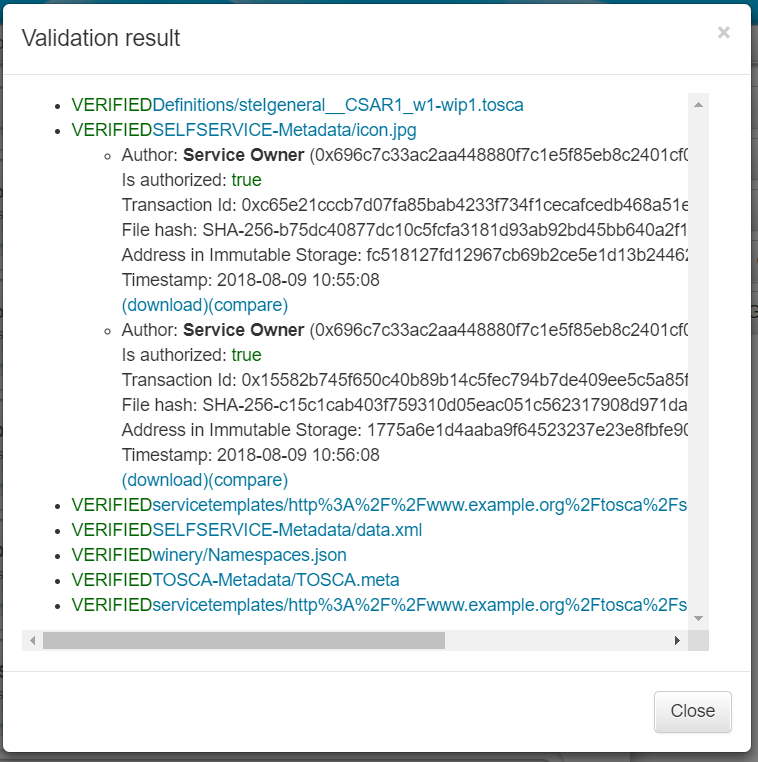 Validation result
×
VERIFIEDDefinitions/stelgeneral__CSAR1_w1-wip1.tosca
VERIFIEDSELFSERVICE-Metadata/icon.jpg
Author: Service Owner (0x696c7c33ac2aa448880f7c1e5f85eb8c2401cf0
Is authorized: true
Transaction Id: 0xc65e21cccb7d07fa85bab4233f734f1cecafcedb468a51e
File hash: SHA-256-b75dc40877dc10c5fcfa3181d93ab92bd45bb640a2f1
Address in Immutable Storage: fc518127fd12967cb69b2ce5e1d13b24462
Timestamp: 2018-08-09 10:55:08
(download)(compare)
Author: Service Owner (0x696c7c33ac2aa448880f7c1e5f85eb8c2401cf0
Is authorized: true
Transaction Id: 0x15582b745f650c40b89b14c5fec794b7de409ee5c5a85f
File hash: SHA-256-c15c1cab403f759310d05eac051c562317908d971da
Address in Immutable Storage: 1775a6e1d4aaba9f64523237e23e8fbfe90
Timestamp: 2018-08-09 10:56:08
(download)(compare)
VERIFIEDservicetemplates/http%3A%2F%2Fwww.example.org%2Ftosca%2Fs
VERIFIEDSELFSERVICE-Metadata/data.xml
VERIFIEDwinery/Namespaces.json
VERIFIEDTOSCA-Metadata/TOSCA.meta
VERIFIEDservicetemplates/http%3A%2F%2Fwww.example.org%2Ftosca%2Fs
Close